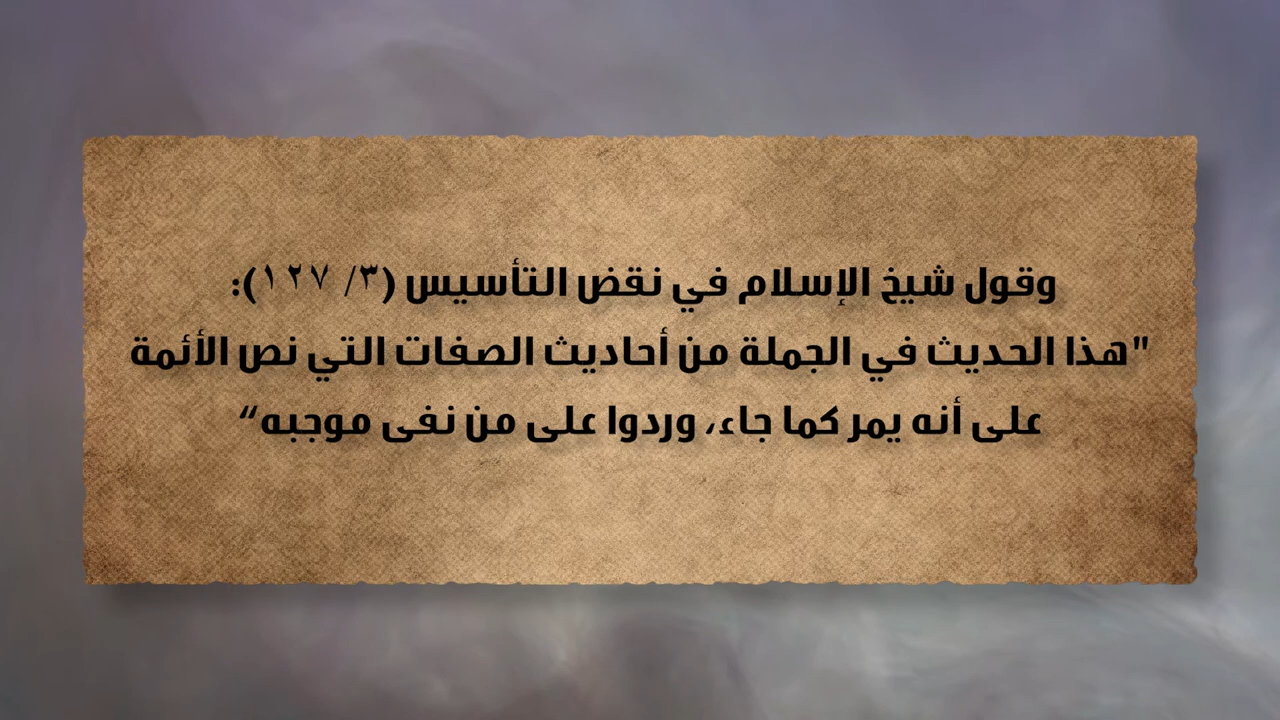 وقول شيخ الإسلام في نقض التأسيس (٣/ ١٢٧):
"هذا الحديث في الجملة من أحاديث الصفات التي نص الأئمة
على أنه يمر كما جاء، وردوا على من نفى موجبه“